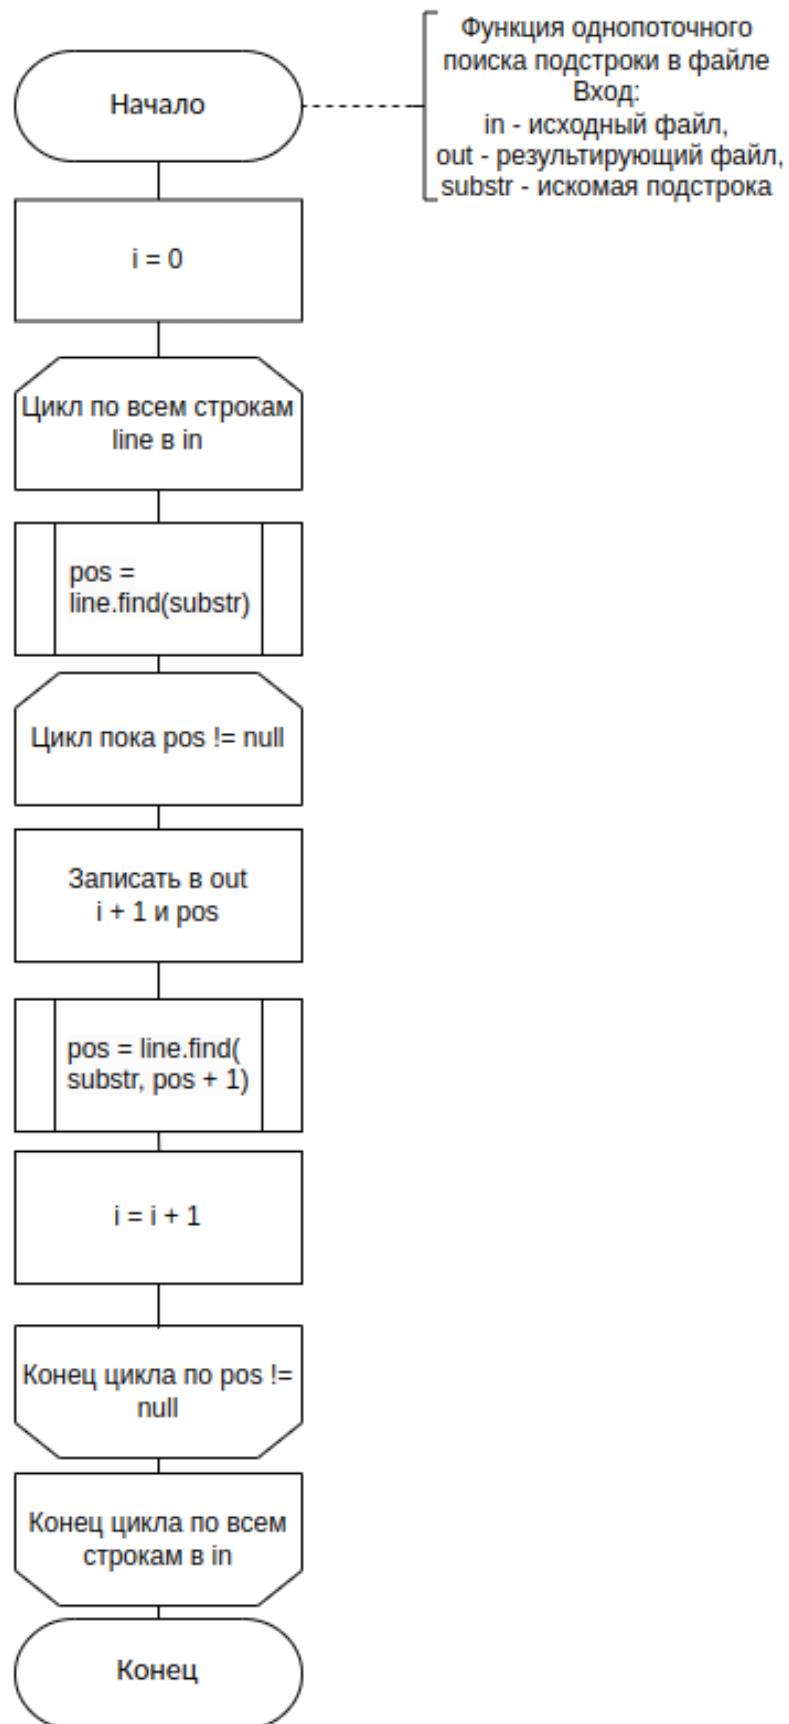 Начало
Функция однопоточного
поиска подстроки в файле
Вход:
in - исходный файл,
out - результирующий файл,
substr - искомая подстрока
i = 0
Цикл по всем строкам
line в in
pos =
line.find(substr)
Цикл пока pos != null
Записать в out
i + 1 и pos
pos = line.find(
substr, pos + 1)
i = i + 1
Конец цикла по pos !=
null
Конец цикла по всем
строкам в in
Конец